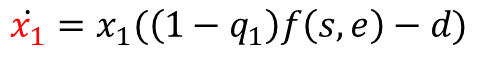 ẋ₁ = x₁((1 − q₁)f(s, e) − d)